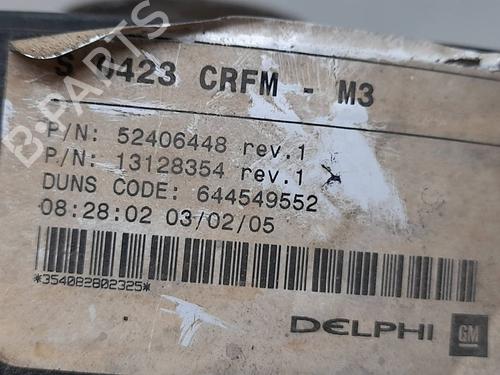 S 0423 CRFM - M3
P/N: 52406448 rev.1
P/N: 13128354 rev.1
DUNS CODE: 644549552
08:28:02 03/02/05
*354082802325*
DELPHI GM
B-PARTS